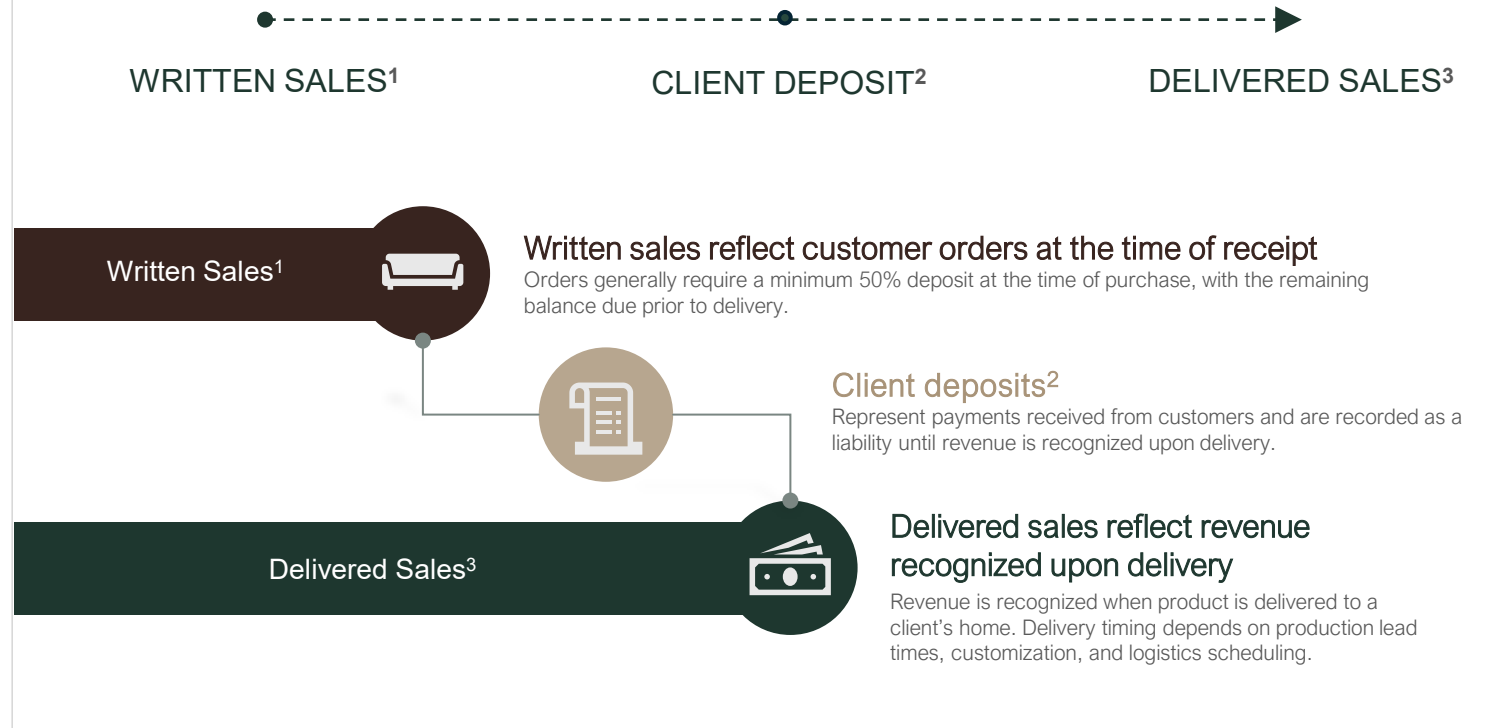 WRITTEN SALES¹
CLIENT DEPOSIT²
DELIVERED SALES³
Written Sales¹
Written sales reflect customer orders at the time of receipt
Orders generally require a minimum 50% deposit at the time of purchase, with the remaining
balance due prior to delivery.
Client deposits²
Represent payments received from customers and are recorded as a
liability until revenue is recognized upon delivery.
Delivered Sales³
Delivered sales reflect revenue
recognized upon delivery
Revenue is recognized when product is delivered to a
client’s home. Delivery timing depends on production lead
times, customization, and logistics scheduling.